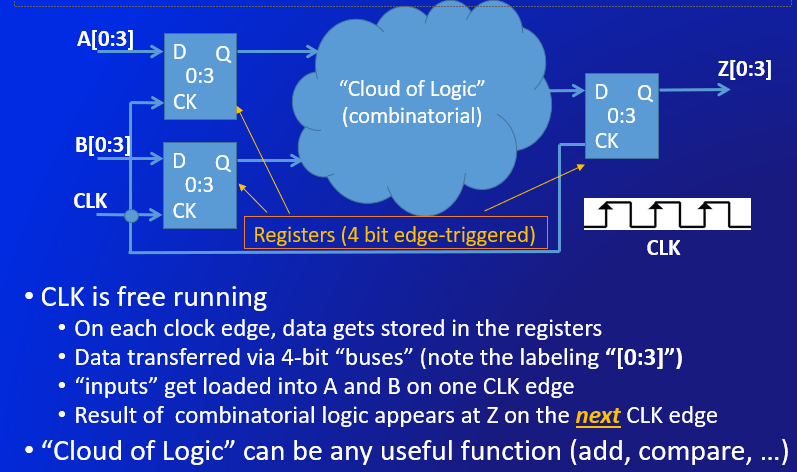 A[0:3]
D Q
0:3
CK
B[0:3]
D Q
0:3
CK
CLK
“Cloud of Logic”
(combinatorial)
D Q
0:3
CK
Z[0:3]
Registers (4 bit edge-triggered)
CLK
• CLK is free running
• On each clock edge, data gets stored in the registers
• Data transferred via 4-bit “buses” (note the labeling “[0:3]”)
• “inputs” get loaded into A and B on one CLK edge
• Result of combinatorial logic appears at Z on the next CLK edge
• “Cloud of Logic” can be any useful function (add, compare, …)